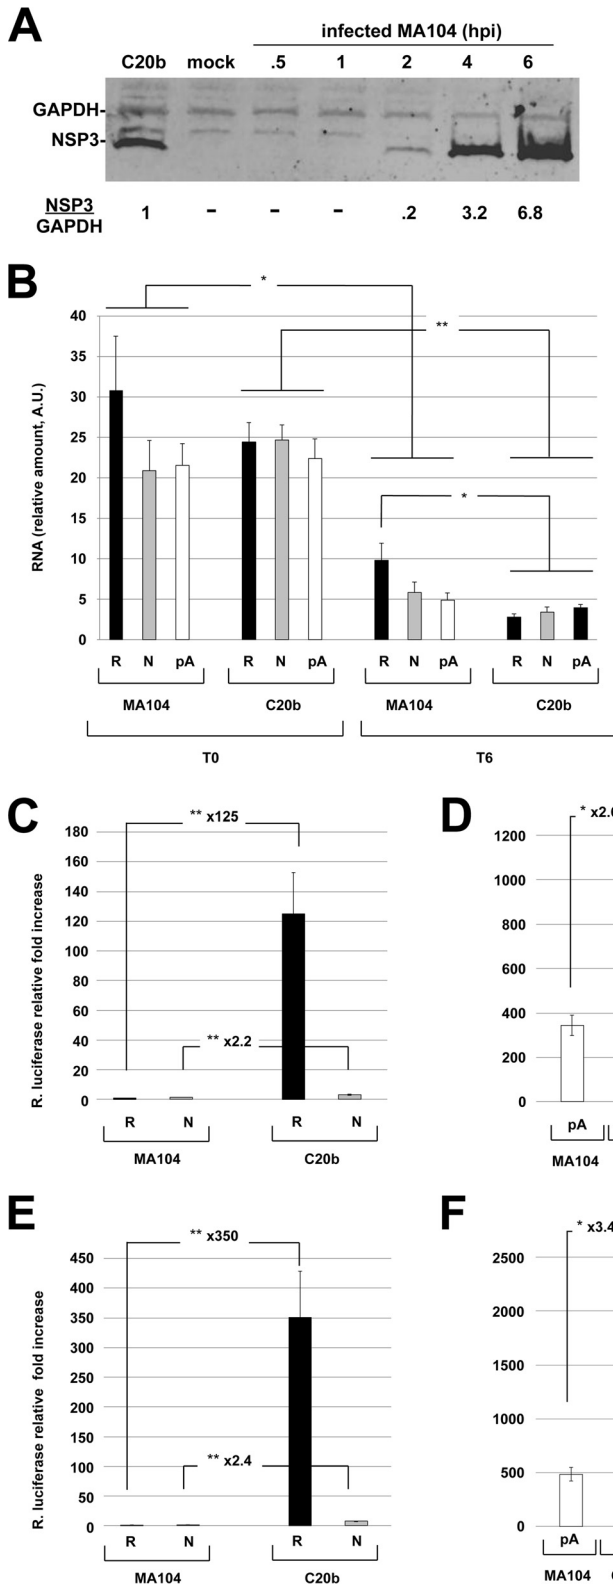 A
infected MA104 (hpi)
C20b mock .5 1 2 4 6
GAPDH-
NSP3-
NSP3
GAPDH
1 - - - .2 3.2 6.8
B
* **
*
RNA (relative amount, A.U.)
40
35
30
25
20
15
10
5
0
R N pA R N pA R N pA R N pA
MA104 C20b MA104 C20b
T0 T6
C
** x125
R. luciferase relative fold increase
180
160
140
120
100
80
60
40
20
0
** x2.2
R N R N
MA104 C20b
D
1200
1000
800
600
400
200
0
pA
MA104
E
** x350
R. luciferase relative fold increase
450
400
350
300
250
200
150
100
50
0
** x2.4
R N R N
MA104 C20b
F
* x3.4
2500
2000
1500
1000
500
0
pA
MA104